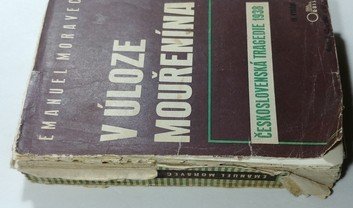 EMANUEL MORAVEC
V ÚLOZE
MOUŘENÍNA
ČESKOSLOVENSKÁ TRAGEDIE 1938
EMANUEL MORAVEC